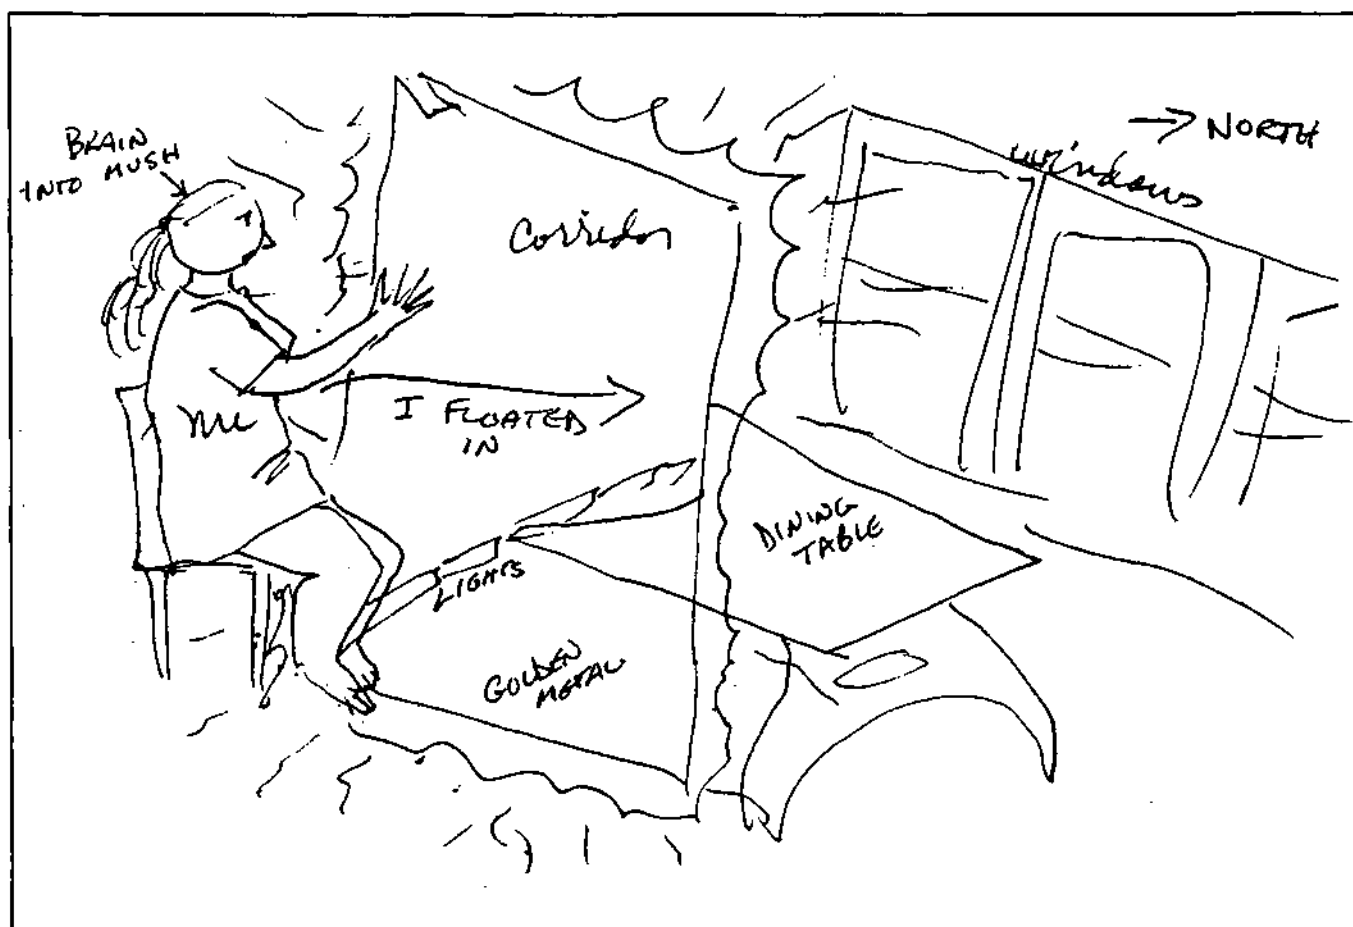 BRAIN
INTO MUSH
→ NORTH
windows
Corridor
me
I FLOATED
IN
DINING
TABLE
LIGHTS
GOLDEN
METAL